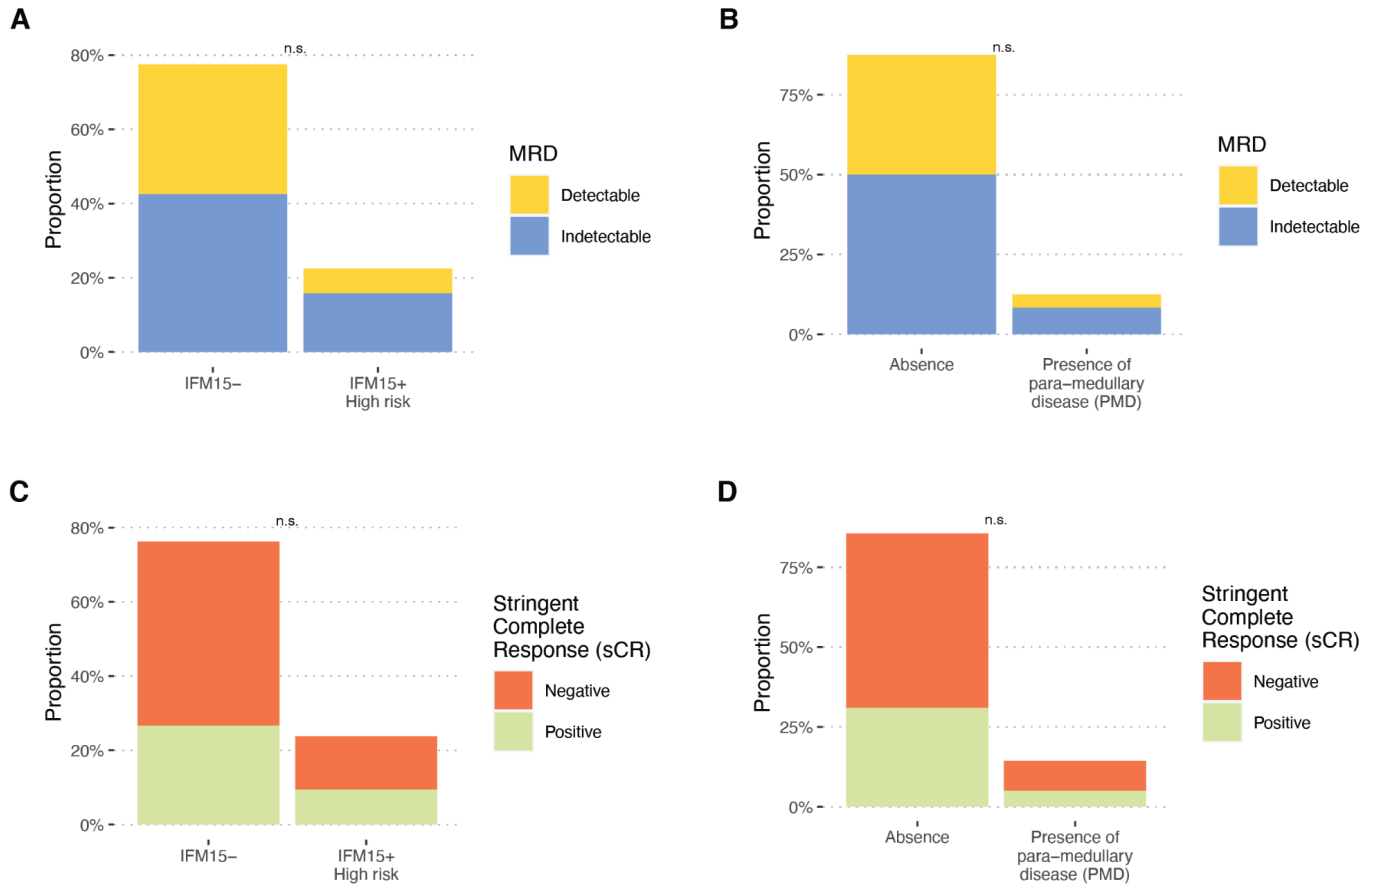 A
n.s.
80%
60%
40%
20%
0%
Proportion
IFM15−
IFM15+
High risk
MRD
Detectable
Indetectable
B
n.s.
75%
50%
25%
0%
Proportion
Absence
Presence of
para−medullary
disease (PMD)
MRD
Detectable
Indetectable
C
n.s.
80%
60%
40%
20%
0%
Proportion
IFM15−
IFM15+
High risk
Stringent
Complete
Response (sCR)
Negative
Positive
D
n.s.
75%
50%
25%
0%
Proportion
Absence
Presence of
para−medullary
disease (PMD)
Stringent
Complete
Response (sCR)
Negative
Positive